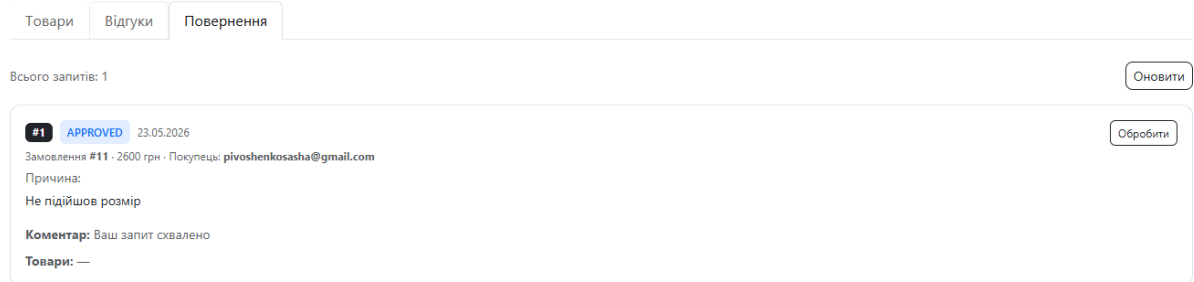 Товари Відгуки Повернення
Всього запитів: 1 Оновити
#1 APPROVED 23.05.2026 Обробити
Замовлення #11 · 2600 грн · Покупець: pivoshenkosasha@gmail.com
Причина:
Не підійшов розмір
Коментар: Ваш запит схвалено
Товари: —